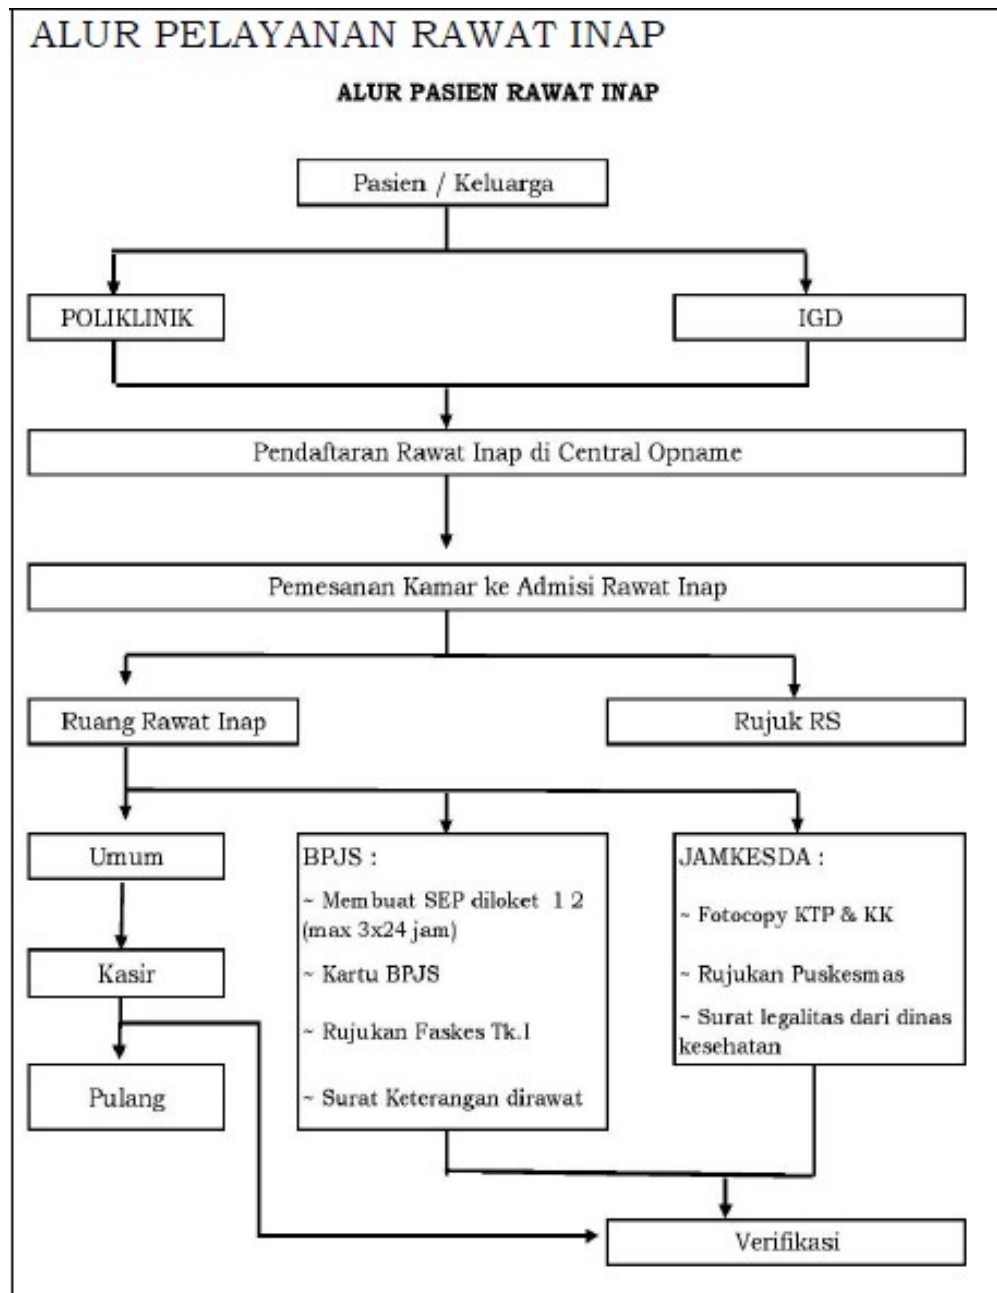 ALUR PELAYANAN RAWAT INAP
ALUR PASIEN RAWAT INAP
Pasien / Keluarga
POLIKLINIK
IGD
Pendaftaran Rawat Inap di Central Opname
Pemesanan Kamar ke Admisi Rawat Inap
Ruang Rawat Inap
Rujuk RS
Umum
Kasir
Pulang
BPJS :
~ Membuat SEP diloket 1 2
(max 3x24 jam)
~ Kartu BPJS
~ Rujukan Faskes Tk.I
~ Surat Keterangan dirawat
JAMKESDA :
~ Fotocopy KTP & KK
~ Rujukan Puskesmas
~ Surat legalitas dari dinas
kesehatan
Verifikasi